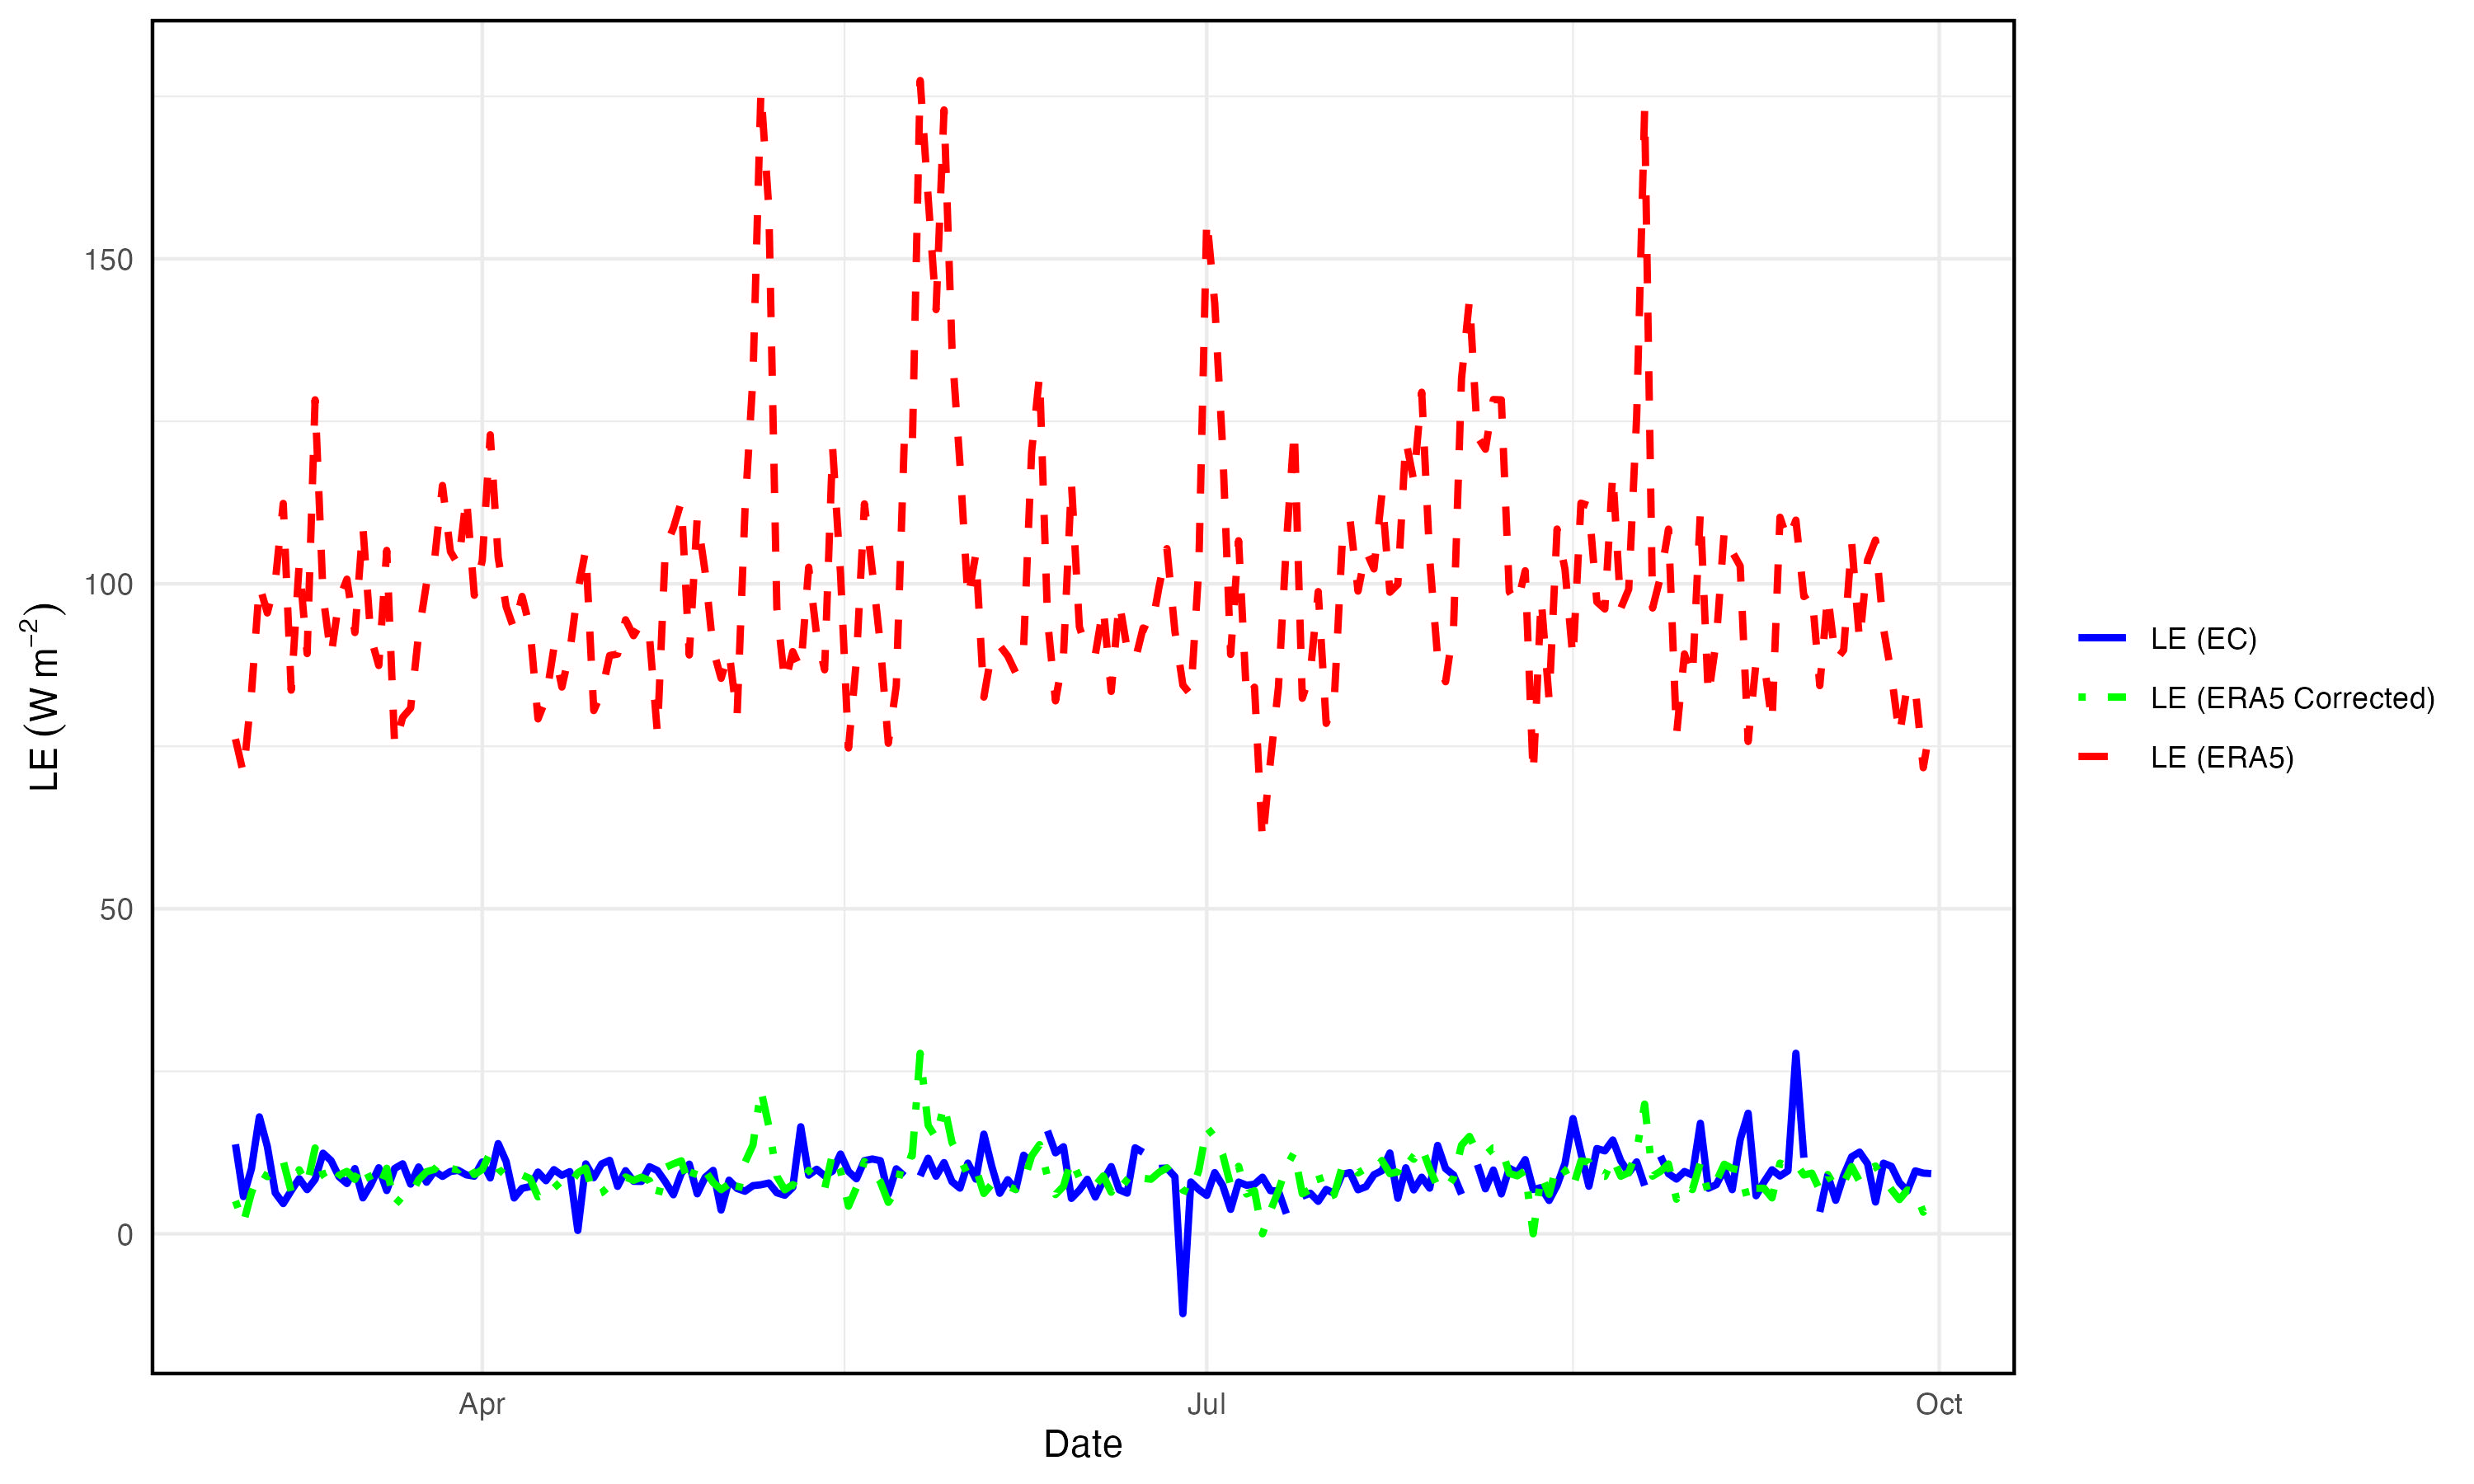 150
100
50
0
LE (W m⁻²)
Apr
Jul
Oct
Date
LE (EC)
LE (ERA5 Corrected)
LE (ERA5)